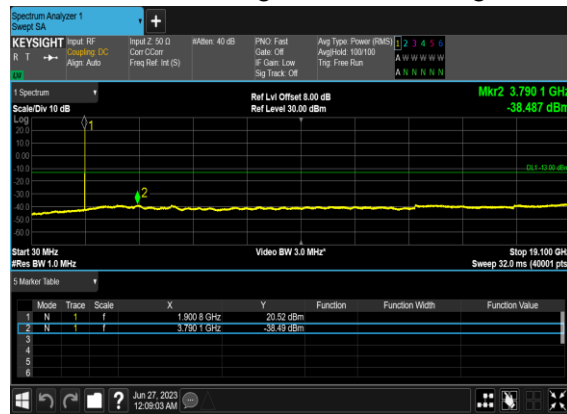 Spectrum Analyzer 1
Swept SA
KEYSIGHT Input: RF Input Z: 50 Ω #Atten: 40 dB PNO: Fast Avg Type: Power (RMS) 1 2 3 4 5 6
R T Coupling: DC Corr CCorr Gate: Off Avg|Hold: 100/100 A W W W W W
Align: Auto Freq Ref: Int (S) IF Gain: Low Trig: Free Run
LW Sig Track: Off A N N N N N
1 Spectrum Ref Lvl Offset 8.00 dB Mkr2 3.790 1 GHz
Scale/Div 10 dB Ref Level 30.00 dBm -38.487 dBm
Log
20.0 1
10.0
0.00
-10.0 DL1 -13.00 dBm
-20.0
-30.0 2
-40.0
-50.0
-60.0
Start 30 MHz Video BW 3.0 MHz* Stop 19.100 GHz
#Res BW 1.0 MHz Sweep 32.0 ms (40001 pts)
5 Marker Table
Mode Trace Scale X Y Function Function Width Function Value
1 N 1 f 1.900 8 GHz 20.52 dBm
2 N 1 f 3.790 1 GHz -38.49 dBm
3
4
5
6
? Jun 27, 2023
12:09:03 AM